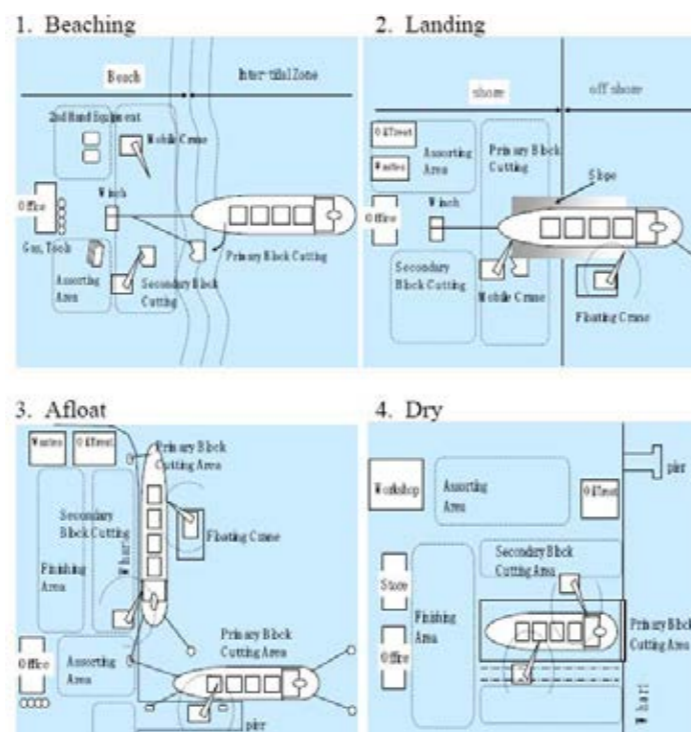 1. Beaching
Beach
Inter-tidal Zone
2nd Hand Equipment
Mobile Crane
Office
Winch
Gas, Tools
Primary Block Cutting
Assorting
Area
Secondary Block
Cutting
2. Landing
shore
off shore
Oil Treat
Wastes
Assorting
Area
Primary Block
Cutting
Slope
Office
Winch
Secondary
Block Cutting
Mobile Crane
Floating Crane
3. Afloat
Wastes
Oil Treat
Primary Block
Cutting Area
Secondary
Block Cutting
Finishing
Area
Wharf
Floating Crane
Primary Block
Cutting Area
Office
Assorting
Area
pier
4. Dry
pier
Workshop
Assorting
Area
Oil Treat
Secondary Block
Cutting Area
Store
Finishing
Area
Primary Block
Cutting Area
Office
Wharf